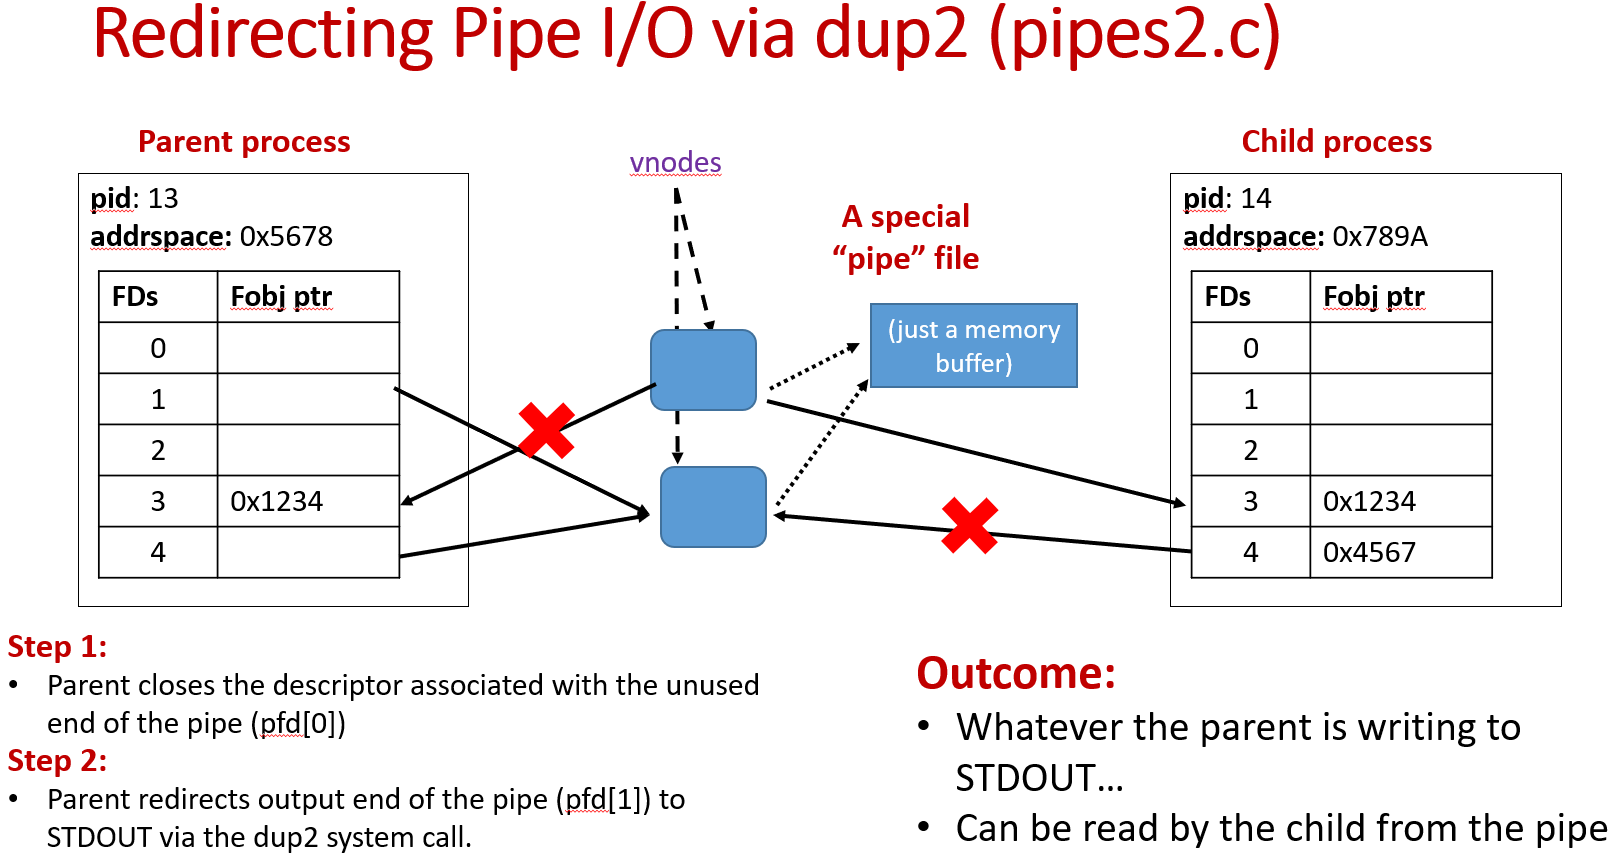 Redirecting Pipe I/O via dup2 (pipes2.c)
Parent process
pid: 13
addrspace: 0x5678
FDs Fobj ptr
0
1
2
3 0x1234
4
vnodes
A special
“pipe” file
(just a memory
buffer)
Child process
pid: 14
addrspace: 0x789A
FDs Fobj ptr
0
1
2
3 0x1234
4 0x4567
Step 1:
• Parent closes the descriptor associated with the unused
end of the pipe (pfd[0])
Step 2:
• Parent redirects output end of the pipe (pfd[1]) to
STDOUT via the dup2 system call.
Outcome:
• Whatever the parent is writing to
STDOUT...
• Can be read by the child from the pipe